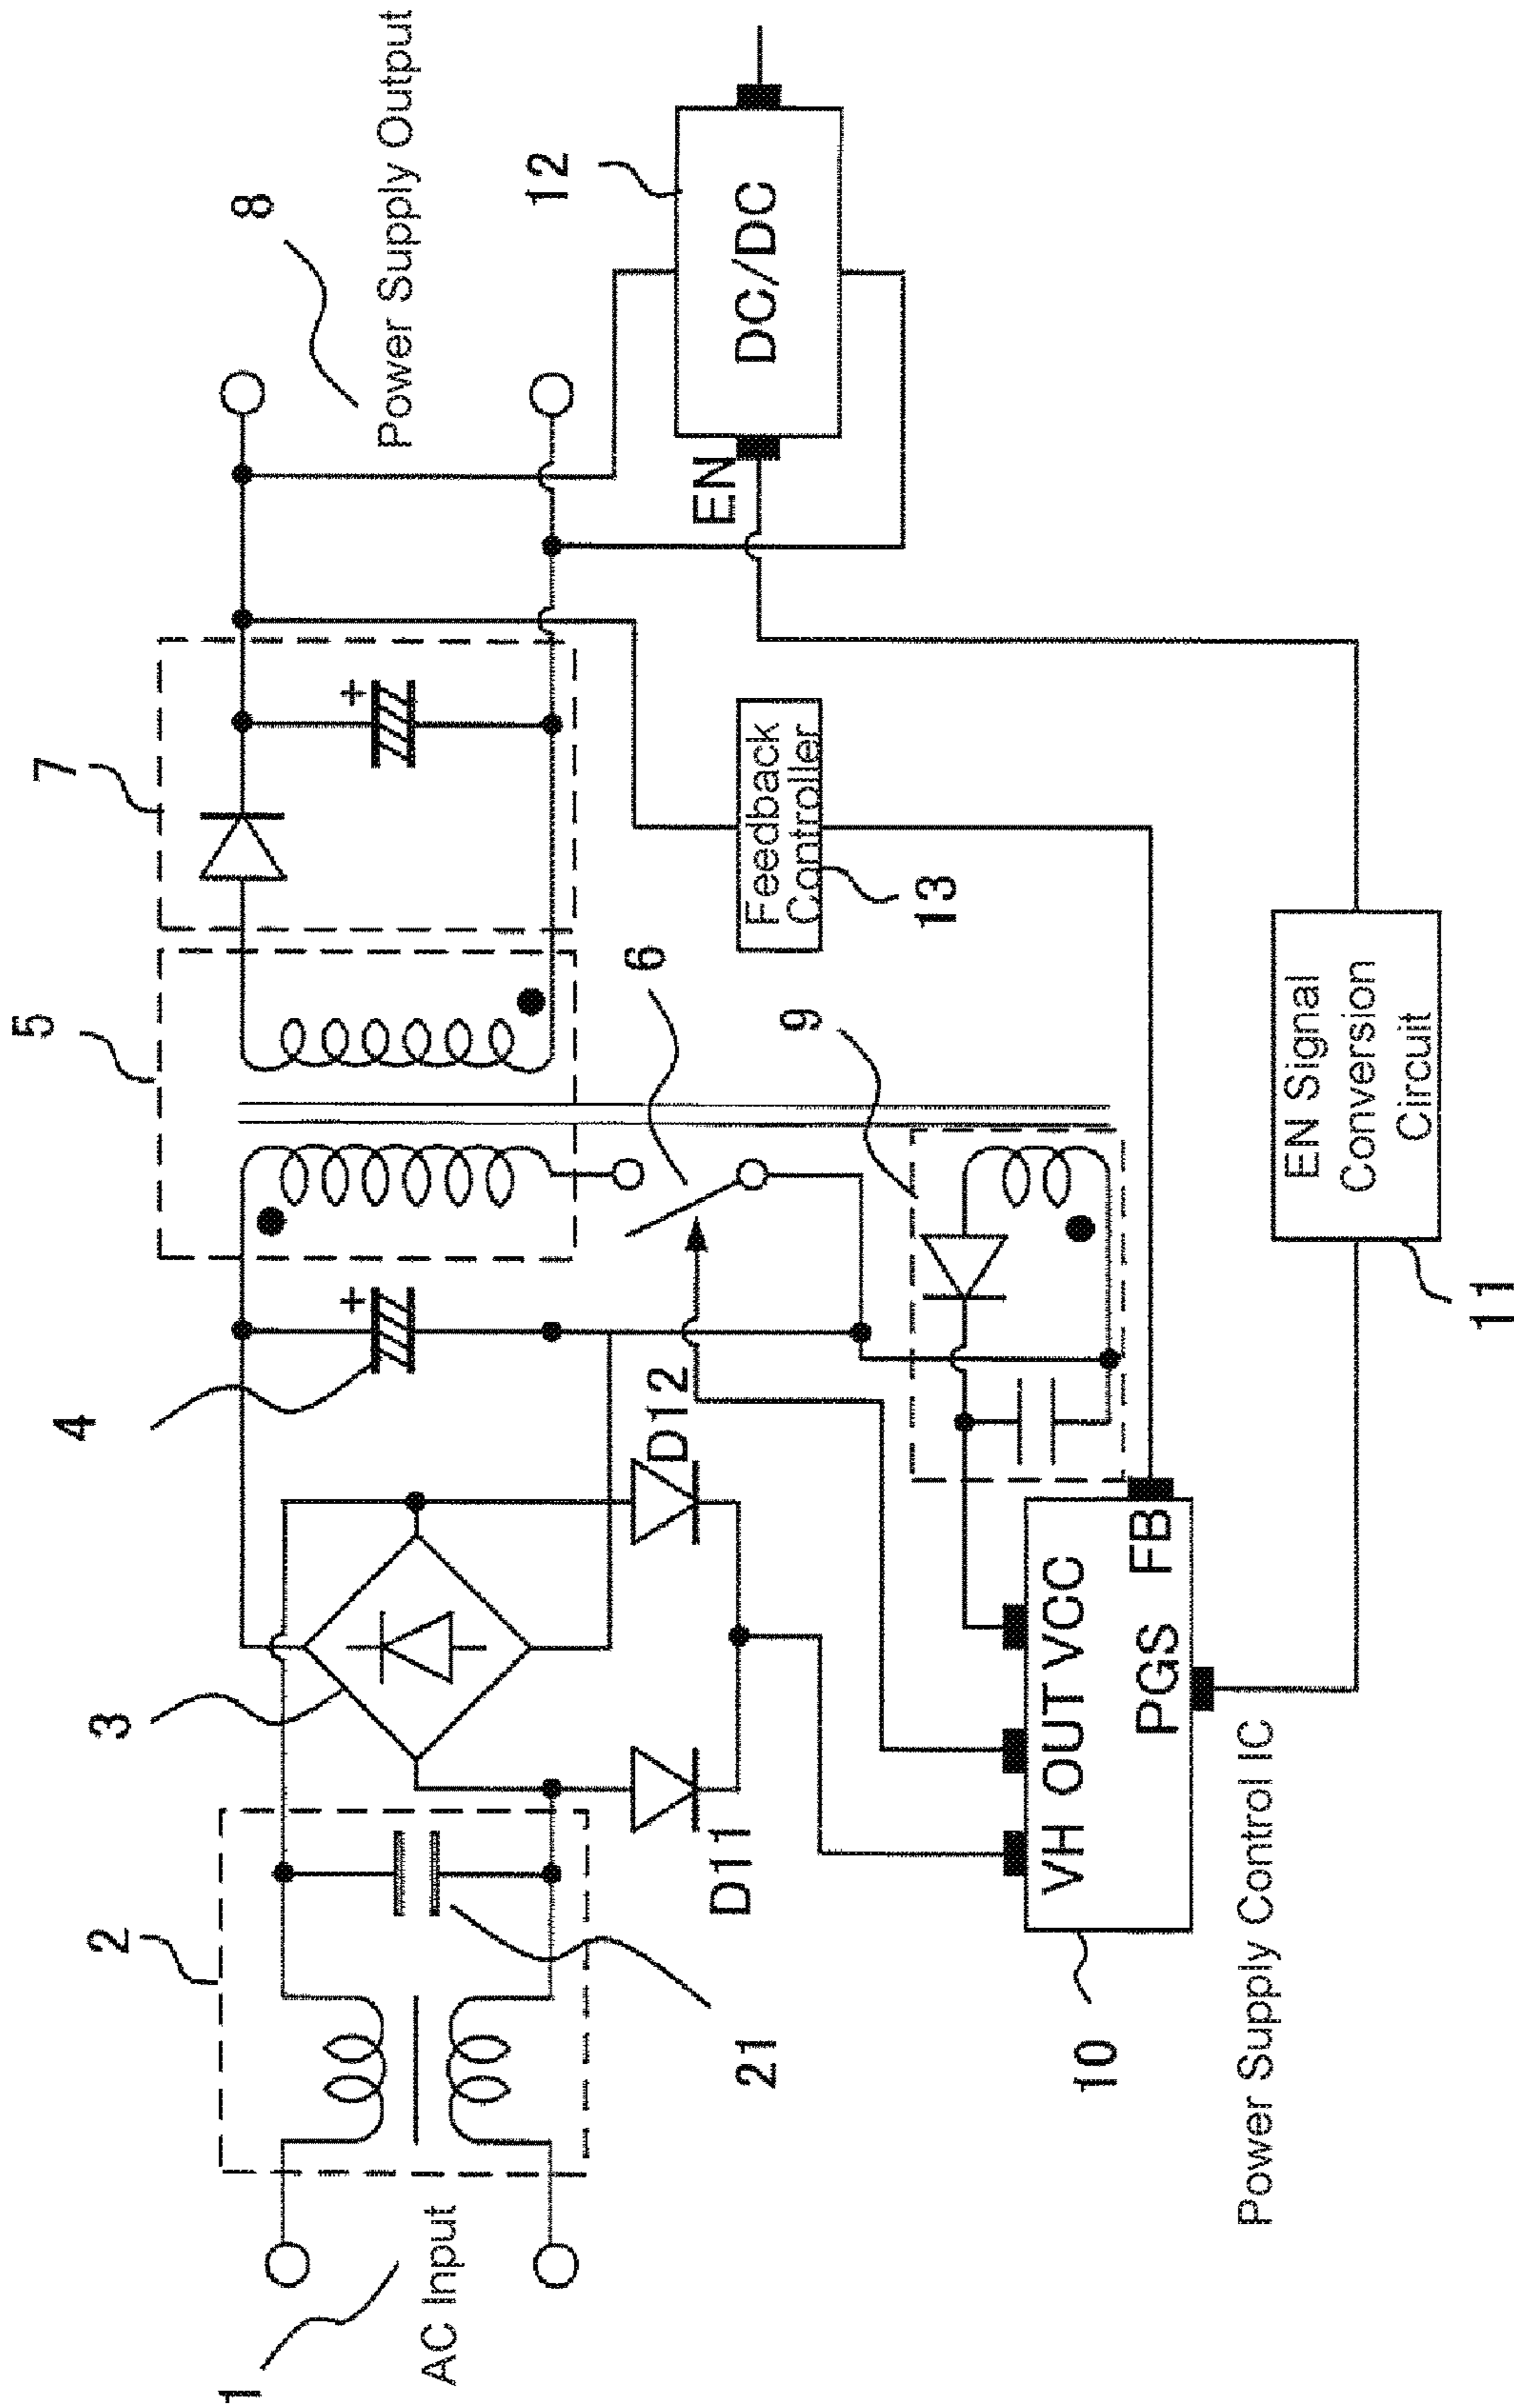 1
AC Input
2
21
3
4
D11
D12
5
6
7
8
Power Supply Output
9
10
Power Supply Control IC
VH OUT VCC
PGS
FB
11
EN Signal
Conversion
Circuit
12
DC/DC
EN
13
Feedback
Controller
+
+